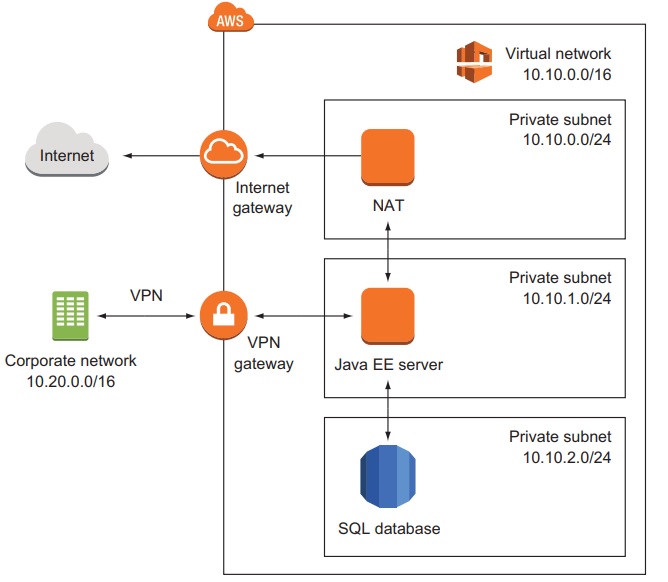 AWS
Virtual network
10.10.0.0/16
Private subnet
10.10.0.0/24
Internet
Internet
gateway
NAT
Private subnet
10.10.1.0/24
VPN
VPN
gateway
Java EE server
Corporate network
10.20.0.0/16
Private subnet
10.10.2.0/24
SQL database